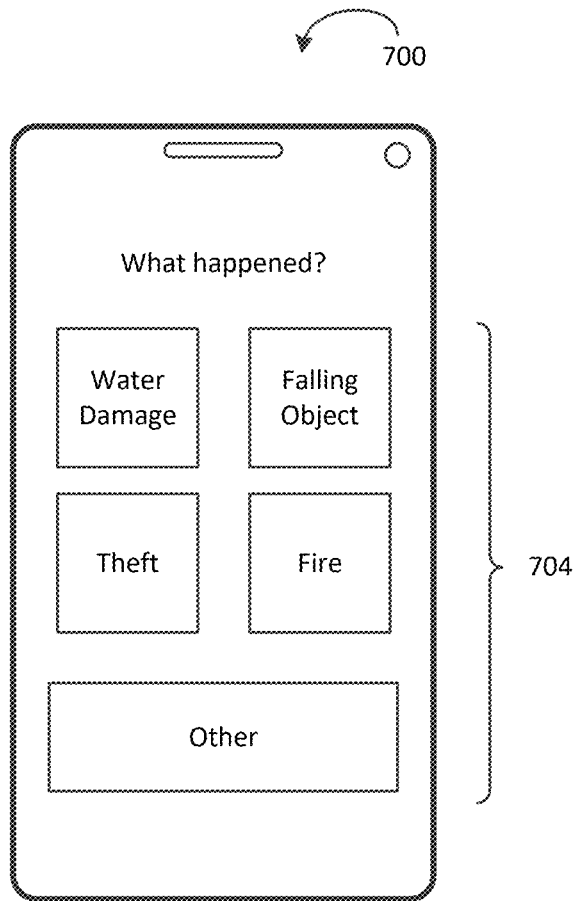 700
What happened?
Water
Damage
Falling
Object
Theft
Fire
704
Other